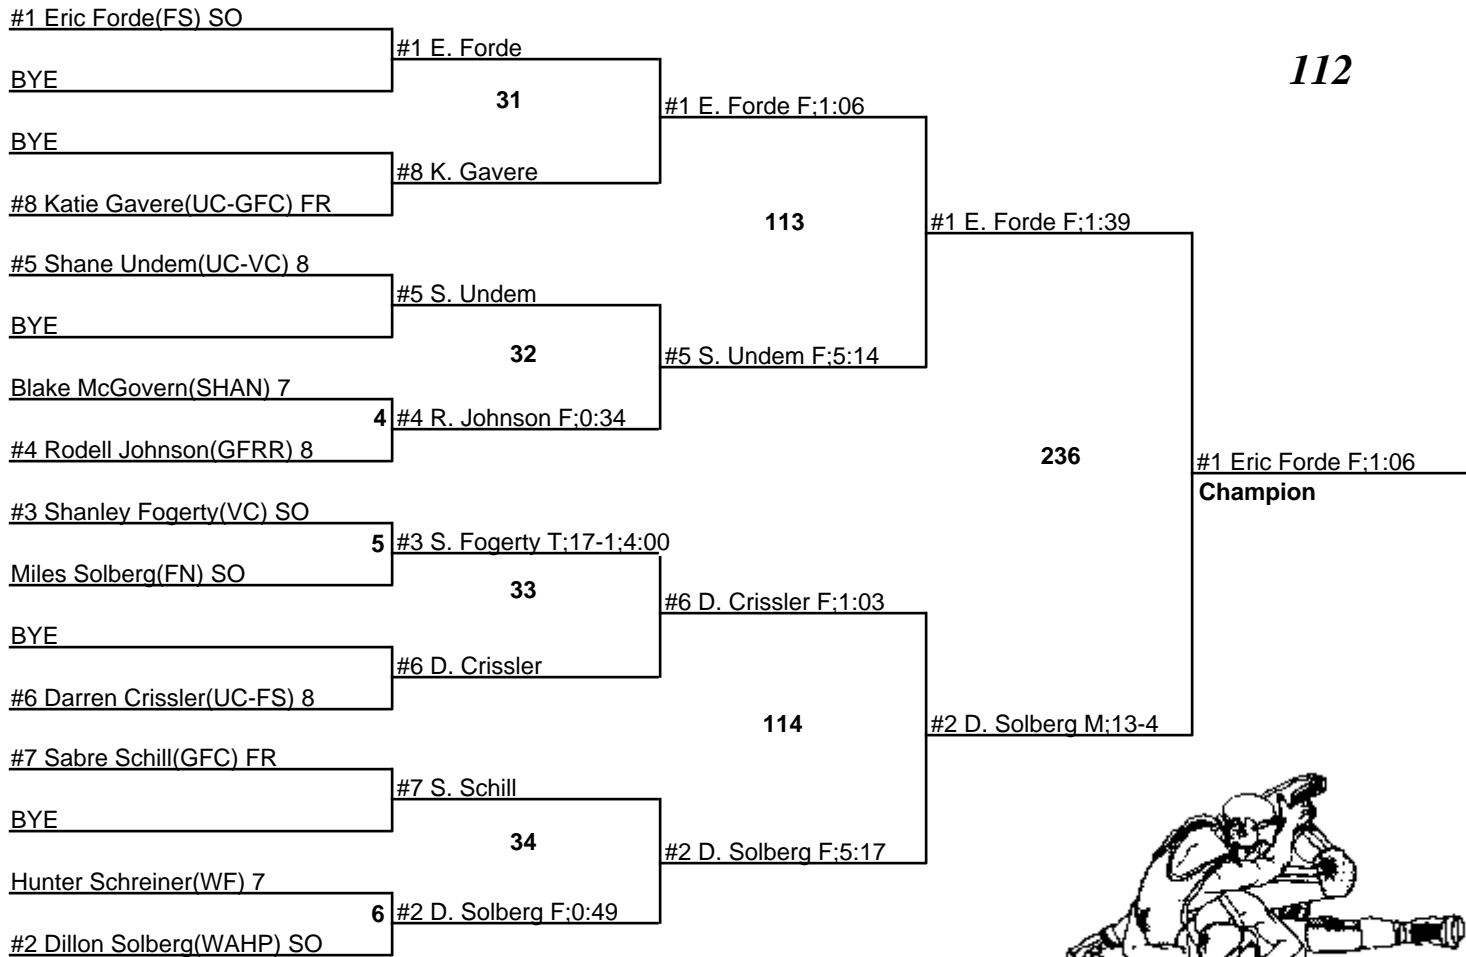 #1 Eric Forde(FS) SO
BYE
BYE
#8 Katie Gavere(UC-GFC) FR
#5 Shane Undem(UC-VC) 8
BYE
Blake McGovern(SHAN) 7
#4 Rodell Johnson(GFRR) 8
#3 Shanley Fogerty(VC) SO
Miles Solberg(FN) SO
BYE
#6 Darren Crissler(UC-FS) 8
#7 Sabre Schill(GFC) FR
BYE
Hunter Schreiner(WF) 7
#2 Dillon Solberg(WAHP) SO
#1 E. Forde
31
#8 K. Gavere
#5 S. Undem
32
4 #4 R. Johnson F;0:34
5 #3 S. Fogerty T;17-1;4:00
33
#6 D. Crissler
#7 S. Schill
34
6 #2 D. Solberg F;0:49
#1 E. Forde F;1:06
113
#5 S. Undem F;5:14
#6 D. Crissler F;1:03
114
#2 D. Solberg F;5:17
#1 E. Forde F;1:39
236
#2 D. Solberg M;13-4
112
#1 Eric Forde F;1:06
Champion